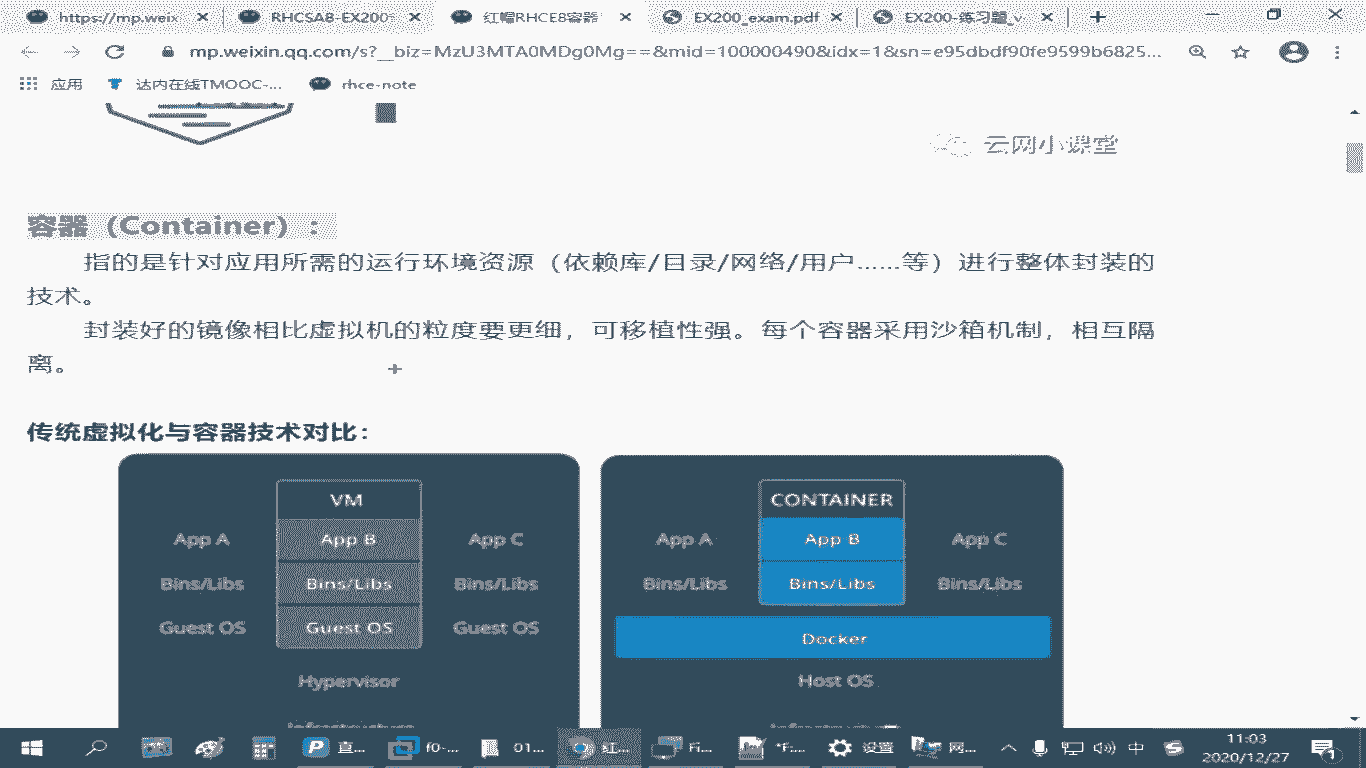 https://mp.weix
RHCSA8-EX200-
红帽RHCE8容器
EX200_exam.pdf
EX200-练习题_v
mp.weixin.qq.com/s?__biz=MzU3MTA0MDg0Mg==&mid=100000490&idx=1&sn=e95dbdf90fe9599b6825...
应用
达内在线TMOOC-...
rhce-note
云网小课堂
容器（Container）：
指的是针对应用所需的运行环境资源（依赖库/目录/网络/用户……等）进行整体封装的
技术。
封装好的镜像相比虚拟机的粒度要更细，可移植性强。每个容器采用沙箱机制，相互隔
离。
传统虚拟化与容器技术对比：
VM
App A
App B
App C
Bins/Libs
Bins/Libs
Bins/Libs
Guest OS
Guest OS
Guest OS
Hypervisor
CONTAINER
App A
App B
App C
Bins/Libs
Bins/Libs
Bins/Libs
Docker
Host OS
直...
f0-...
01...
红...
Fi...
*F...
设置
网...
中
11:03
2020/12/27
1